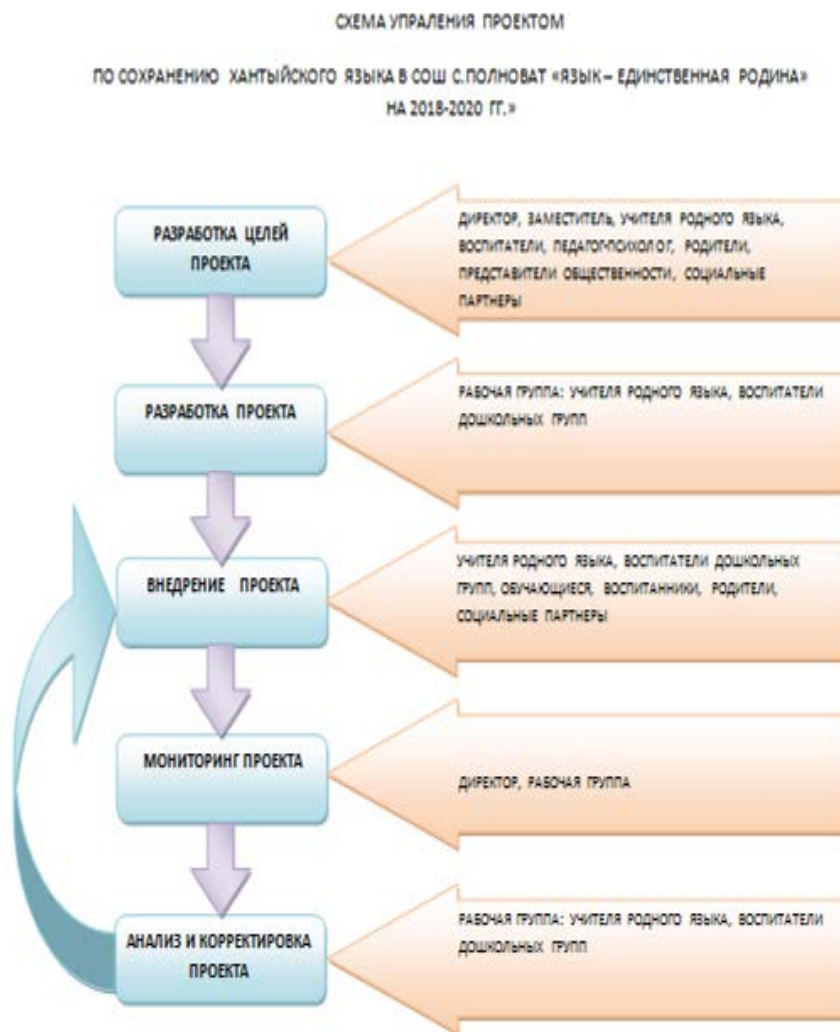 СХЕМА УПРАЛЕНИЯ ПРОЕКТОМ
ПО СОХРАНЕНИЮ ХАНТЫЙСКОГО ЯЗЫКА В СОШ С.ПОЛНОВАТ «ЯЗЫК – ЕДИНСТВЕННАЯ РОДИНА»
НА 2018-2020 ГГ.»
РАЗРАБОТКА ЦЕЛЕЙ
ПРОЕКТА
ДИРЕКТОР, ЗАМЕСТИТЕЛЬ, УЧИТЕЛЯ РОДНОГО ЯЗЫКА,
ВОСПИТАТЕЛИ, ПЕДАГОГ-ПСИХОЛОГ, РОДИТЕЛИ,
ПРЕДСТАВИТЕЛИ ОБЩЕСТВЕННОСТИ, СОЦИАЛЬНЫЕ
ПАРТНЕРЫ
РАЗРАБОТКА ПРОЕКТА
РАБОЧАЯ ГРУППА: УЧИТЕЛЯ РОДНОГО ЯЗЫКА, ВОСПИТАТЕЛИ
ДОШКОЛЬНЫХ ГРУПП
ВНЕДРЕНИЕ ПРОЕКТА
УЧИТЕЛЯ РОДНОГО ЯЗЫКА, ВОСПИТАТЕЛИ ДОШКОЛЬНЫХ
ГРУПП, ОБУЧАЮЩИЕСЯ, ВОСПИТАННИКИ, РОДИТЕЛИ,
СОЦИАЛЬНЫЕ ПАРТНЕРЫ
МОНИТОРИНГ ПРОЕКТА
ДИРЕКТОР, РАБОЧАЯ ГРУППА
АНАЛИЗ И КОРРЕКТИРОВКА
ПРОЕКТА
РАБОЧАЯ ГРУППА: УЧИТЕЛЯ РОДНОГО ЯЗЫКА, ВОСПИТАТЕЛИ
ДОШКОЛЬНЫХ ГРУПП